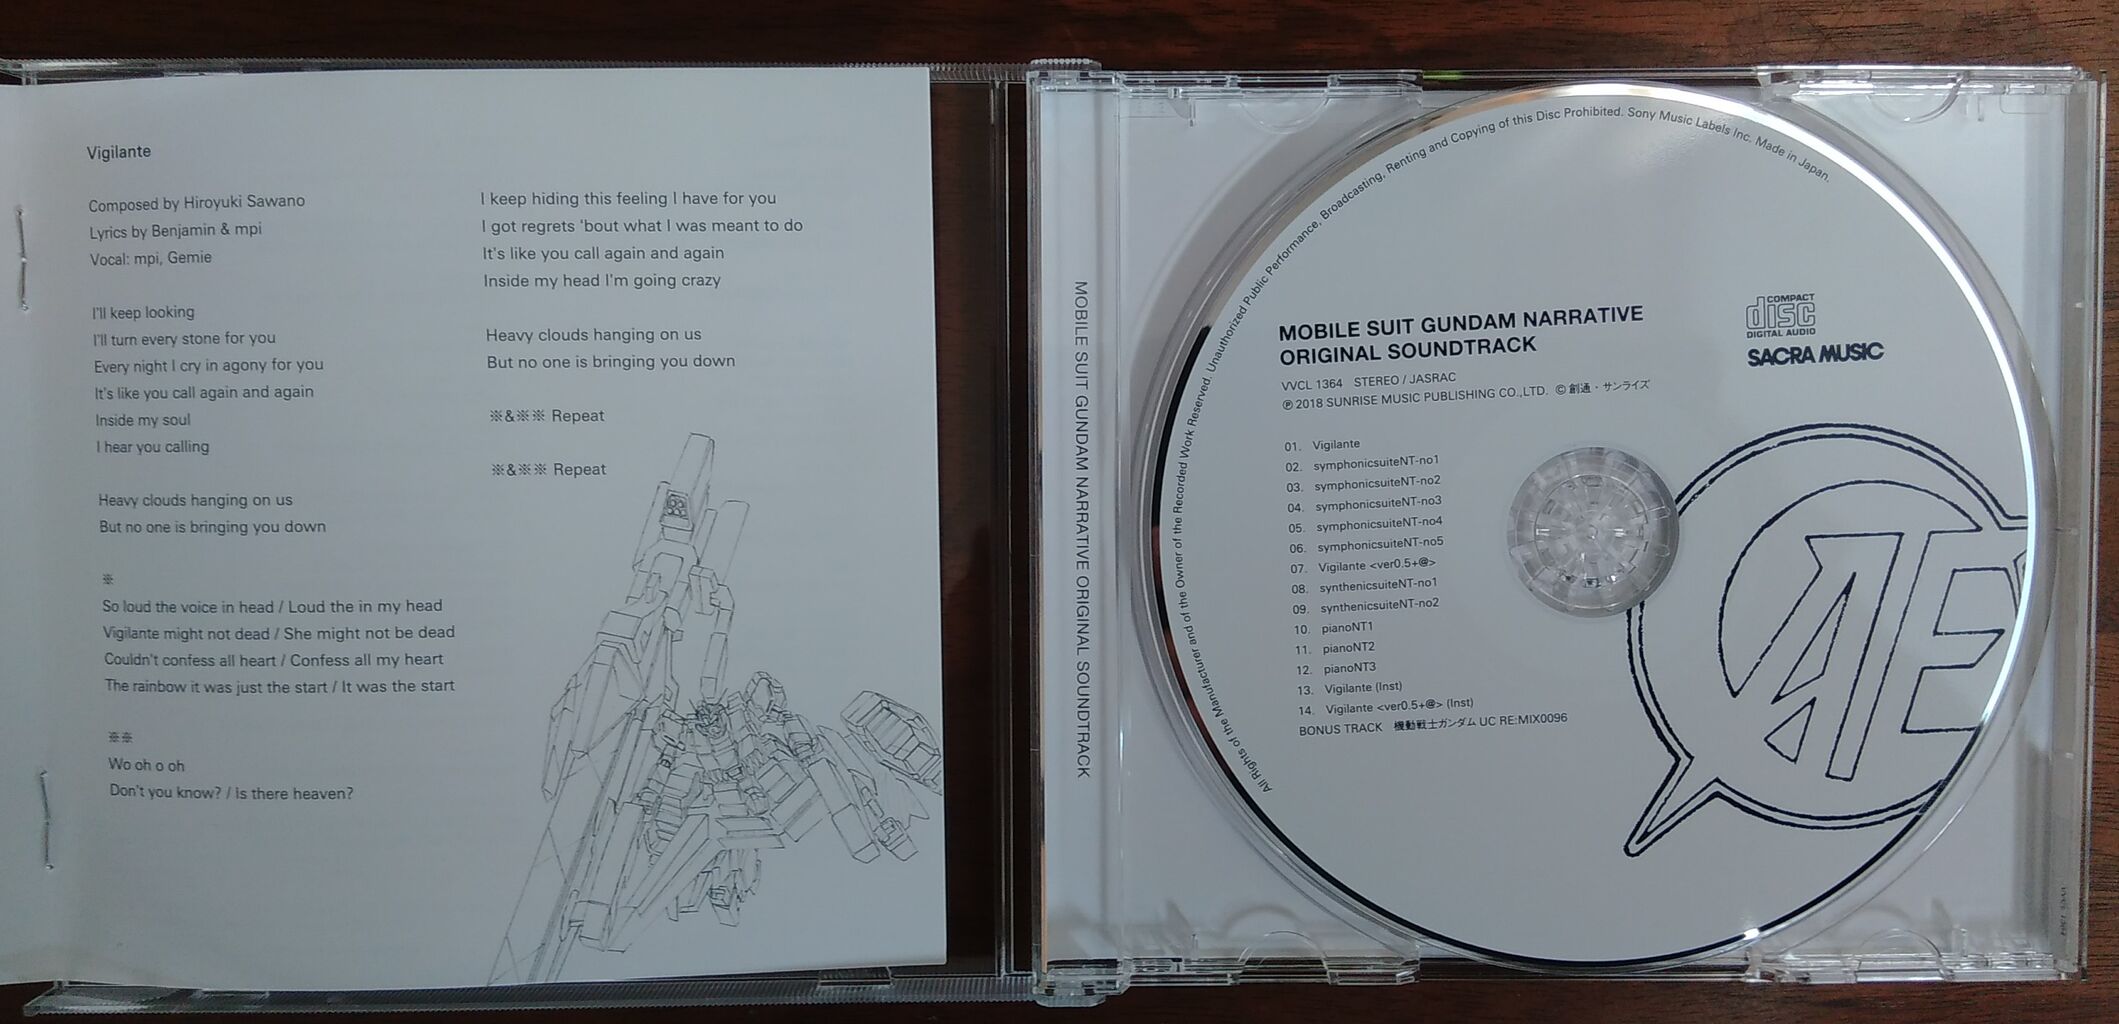 Vigilante
Composed by Hiroyuki Sawano
Lyrics by Benjamin & mpi
Vocal: mpi, Gemie
I'll keep looking
I'll turn every stone for you
Every night I cry in agony for you
It's like you call again and again
Inside my soul
I hear you calling
Heavy clouds hanging on us
But no one is bringing you down
※
So loud the voice in head / Loud the in my head
Vigilante might not dead / She might not be dead
Couldn't confess all heart / Confess all my heart
The rainbow it was just the start / It was the start
※※
Wo oh o oh
Don't you know? / Is there heaven?
I keep hiding this feeling I have for you
I got regrets ‘bout what I was meant to do
It's like you call again and again
Inside my head I'm going crazy
Heavy clouds hanging on us
But no one is bringing you down
※&※※ Repeat
※&※※ Repeat
MOBILE SUIT GUNDAM NARRATIVE ORIGINAL SOUNDTRACK
All Rights of the Manufacturer and of the Owner of the Recorded Work Reserved. Unauthorized Public Performance, Broadcasting, Renting and Copying of this Disc Prohibited. Sony Music Labels Inc. Made in Japan.
MOBILE SUIT GUNDAM NARRATIVE
ORIGINAL SOUNDTRACK
VVCL 1364 STEREO / JASRAC
℗ 2018 SUNRISE MUSIC PUBLISHING CO.,LTD. © 創通・サンライズ
COMPACT
disc
DIGITAL AUDIO
SACRA MUSIC
01. Vigilante
02. symphonicsuiteNT-no1
03. symphonicsuiteNT-no2
04. symphonicsuiteNT-no3
05. symphonicsuiteNT-no4
06. symphonicsuiteNT-no5
07. Vigilante <ver0.5+@>
08. synthenicsuiteNT-no1
09. synthenicsuiteNT-no2
10. pianoNT1
11. pianoNT2
12. pianoNT3
13. Vigilante (Inst)
14. Vigilante <ver0.5+@> (Inst)
BONUS TRACK 機動戦士ガンダム UC RE:MIX0096
AE